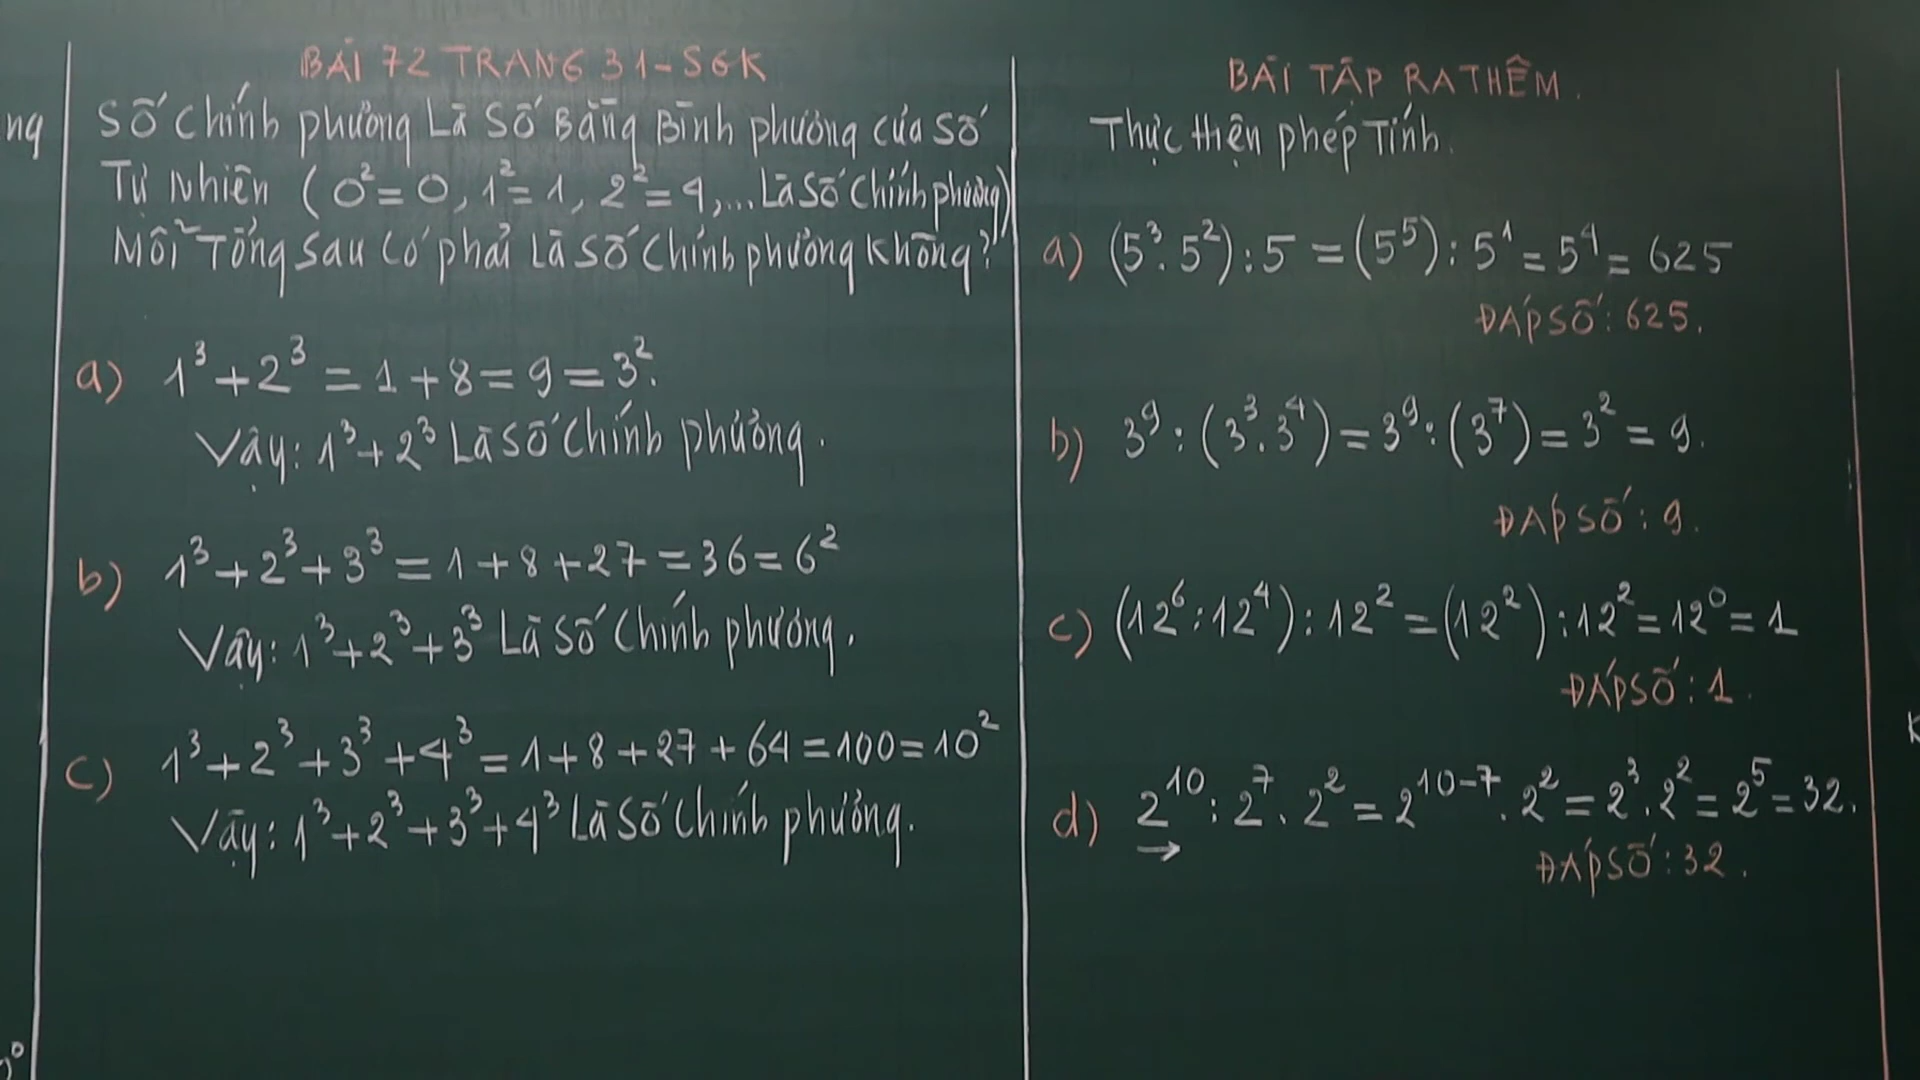 BÀI 72 TRANG 31-SGK
Số chính phương là số bằng bình phương của số
Tự nhiên (0² = 0, 1² = 1, 2² = 4,... là số chính phương)
Mỗi tổng sau có phải là số chính phương không?
a) 1³ + 2³ = 1 + 8 = 9 = 3².
Vậy: 1³ + 2³ là số chính phương.
b) 1³ + 2³ + 3³ = 1 + 8 + 27 = 36 = 6²
Vậy: 1³ + 2³ + 3³ là số chính phương.
c) 1³ + 2³ + 3³ + 4³ = 1 + 8 + 27 + 64 = 100 = 10²
Vậy: 1³ + 2³ + 3³ + 4³ là số chính phương.
BÀI TẬP RA THÊM.
Thực hiện phép tính.
a) (5³ . 5²) : 5 = (5⁵) : 5¹ = 5⁴ = 625
ĐÁP SỐ : 625.
b) 3⁹ : (3³ . 3⁴) = 3⁹ : (3⁷) = 3² = 9.
ĐÁP SỐ : 9.
c) (12⁶ : 12⁴) : 12² = (12²) : 12² = 12⁰ = 1
ĐÁP SỐ : 1.
d) 2¹⁰ : 2⁷ . 2² = 2¹⁰⁻⁷ . 2² = 2³ . 2² = 2⁵ = 32.
→
ĐÁP SỐ : 32.
ng